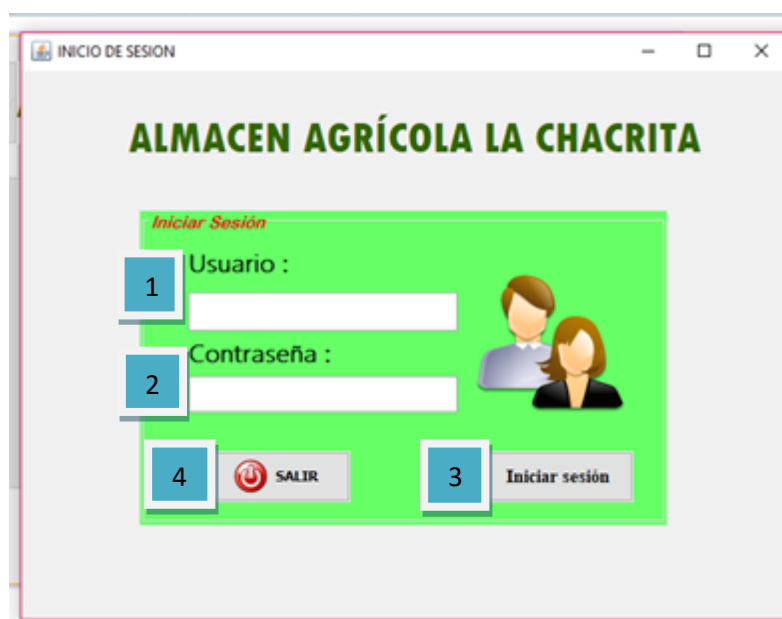 INICIO DE SESION
ALMACEN AGRÍCOLA LA CHACRITA
Iniciar Sesión
1
Usuario :
2
Contraseña :
4
SALIR
3
Iniciar sesión